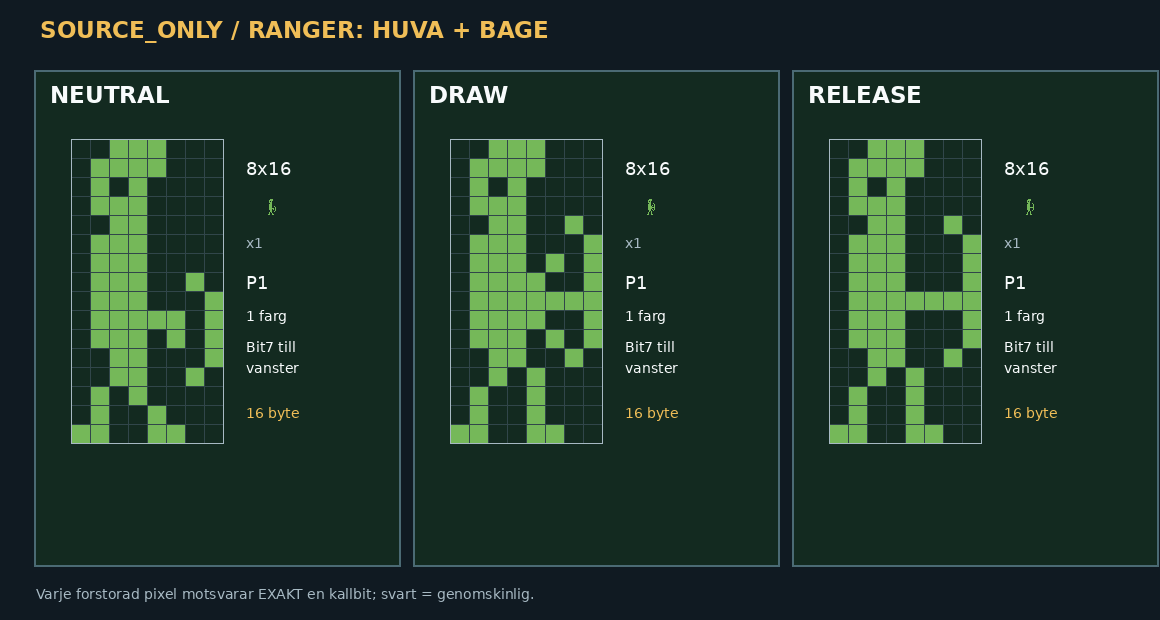 SOURCE_ONLY / RANGER: HUVA + BAGE
NEUTRAL
8x16
x1
P1
1 farg
Bit7 till
vanster
16 byte
DRAW
8x16
x1
P1
1 farg
Bit7 till
vanster
16 byte
RELEASE
8x16
x1
P1
1 farg
Bit7 till
vanster
16 byte
Varje forstorad pixel motsvarar EXAKT en kallbit; svart = genomskinlig.